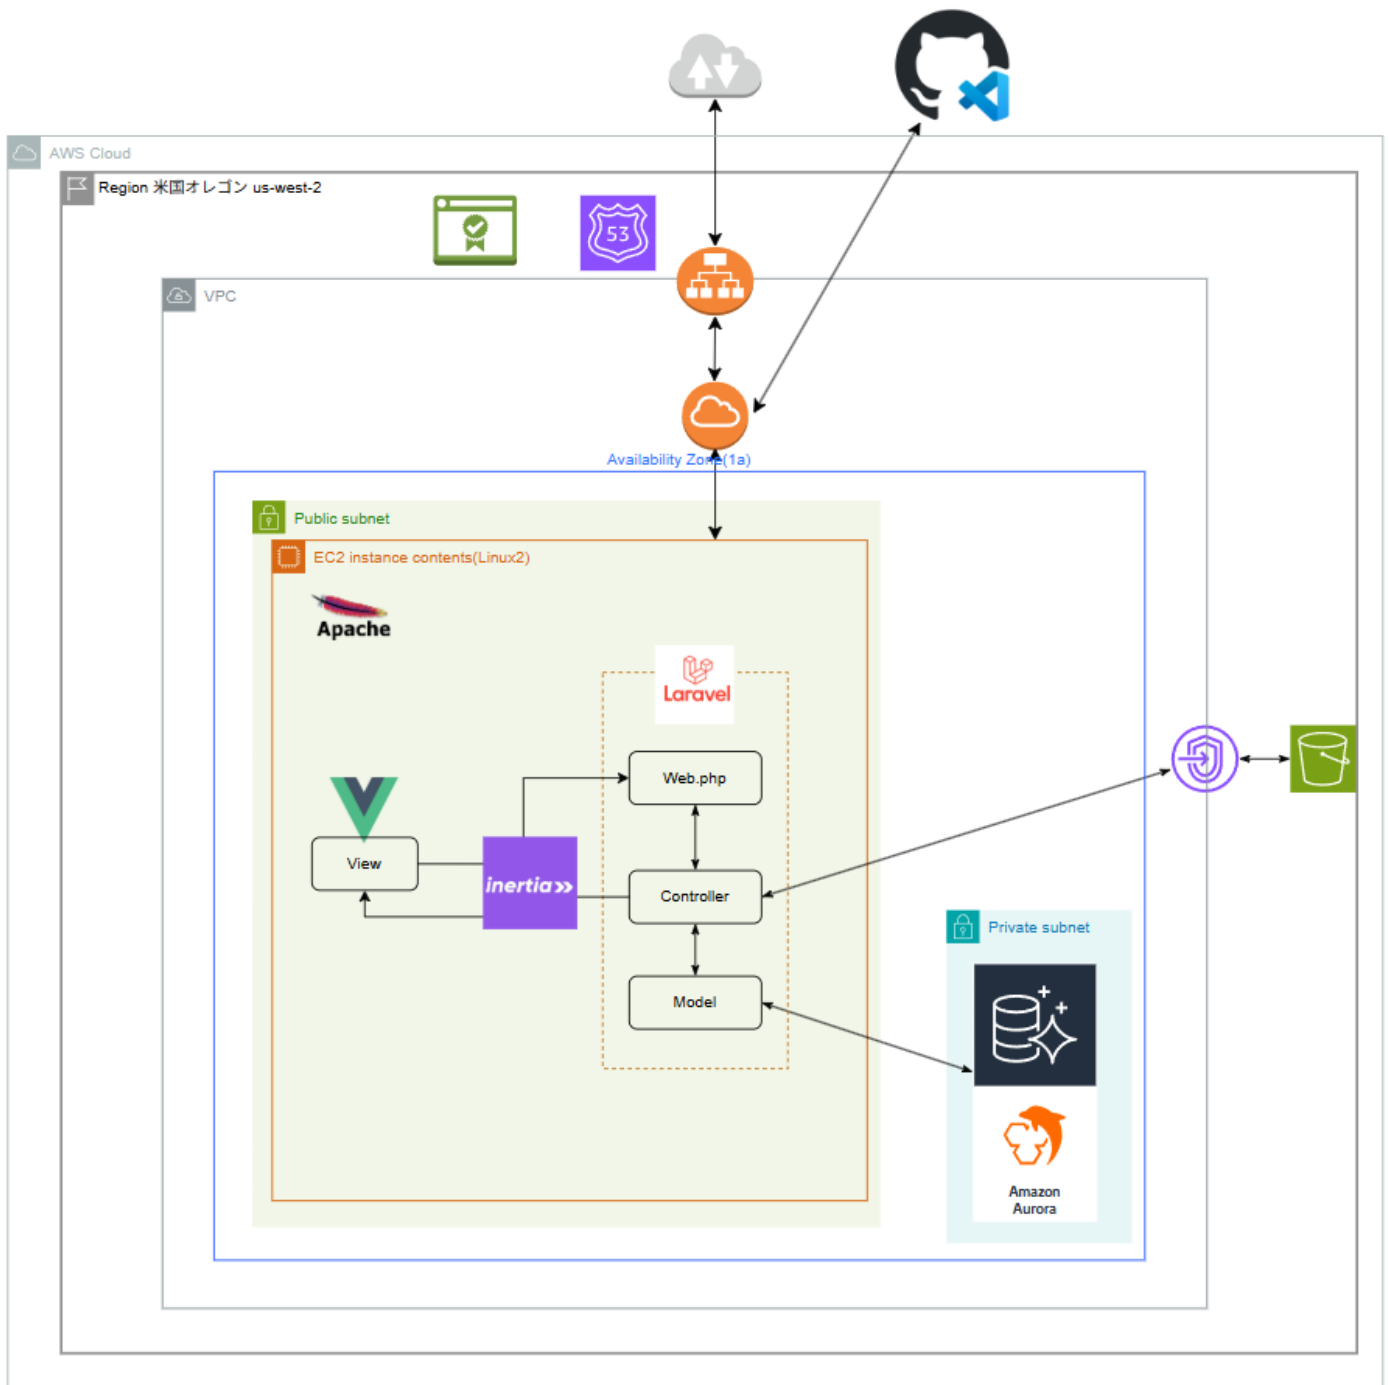 AWS Cloud
Region 米国オレゴン us-west-2
53
VPC
Availability Zone(1a)
Public subnet
EC2 instance contents(Linux2)
Apache
Laravel
Web.php
View
inertia
Controller
Private subnet
Model
Amazon
Aurora